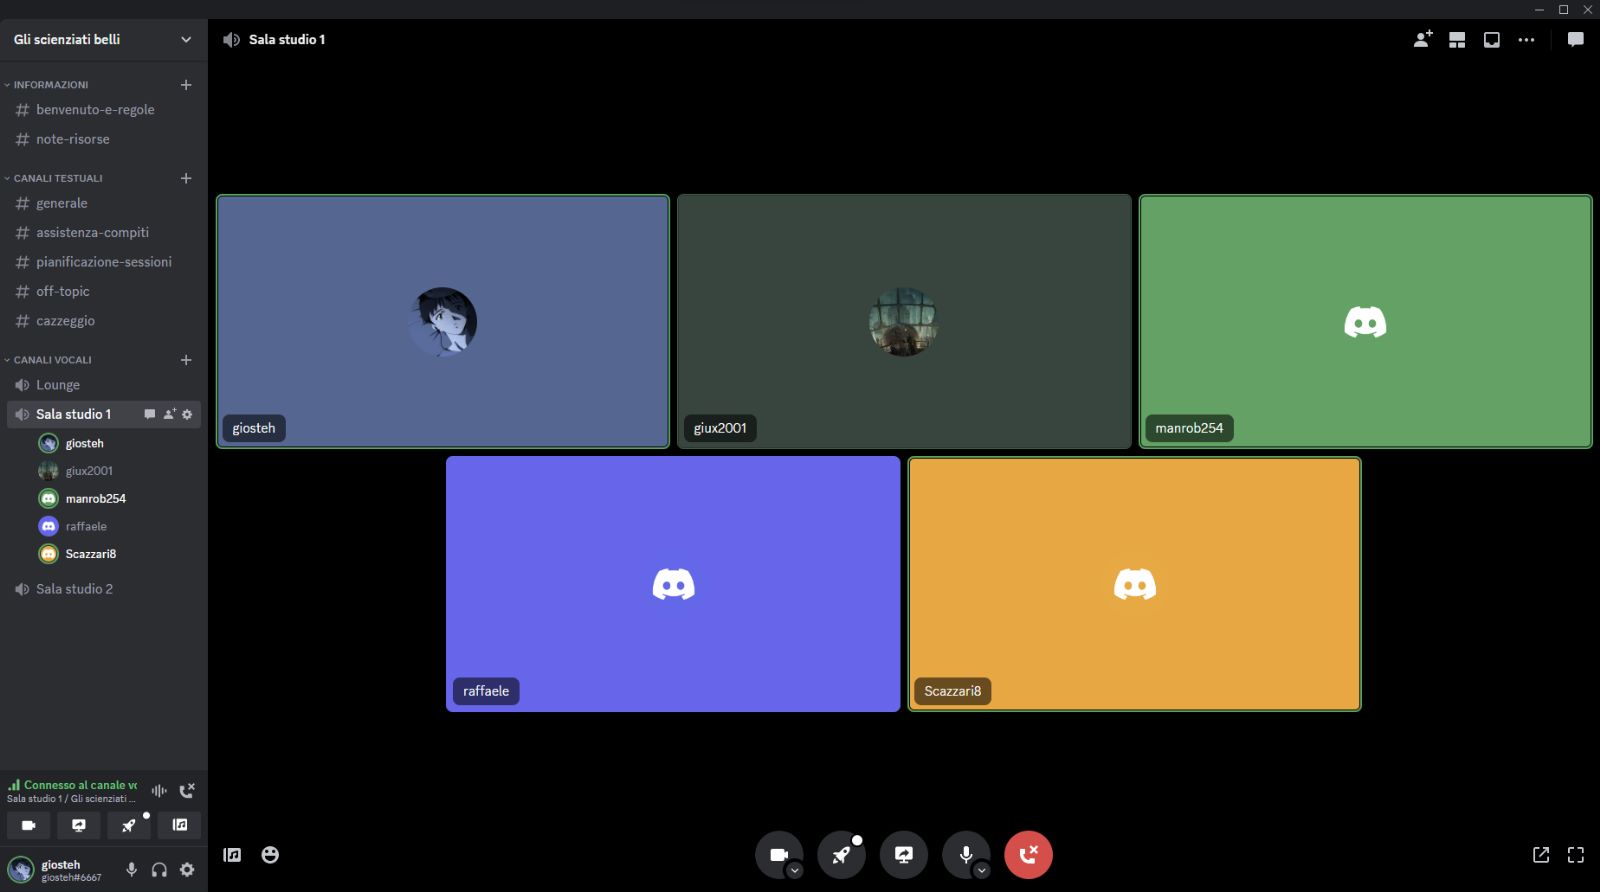 Gli scienziati belli
INFORMAZIONI
benvenuto-e-regole
note-risorse
CANALI TESTUALI
generale
assistenza-compiti
pianificazione-sessioni
off-topic
cazzeggio
CANALI VOCALI
Lounge
Sala studio 1
giosteh
giux2001
manrob254
raffaele
Scazzari8
Sala studio 2
Connesso al canale vc
Sala studio 1 / Gli scienziati ...
giosteh
giosteh#6667
Sala studio 1
giosteh
giux2001
manrob254
raffaele
Scazzari8